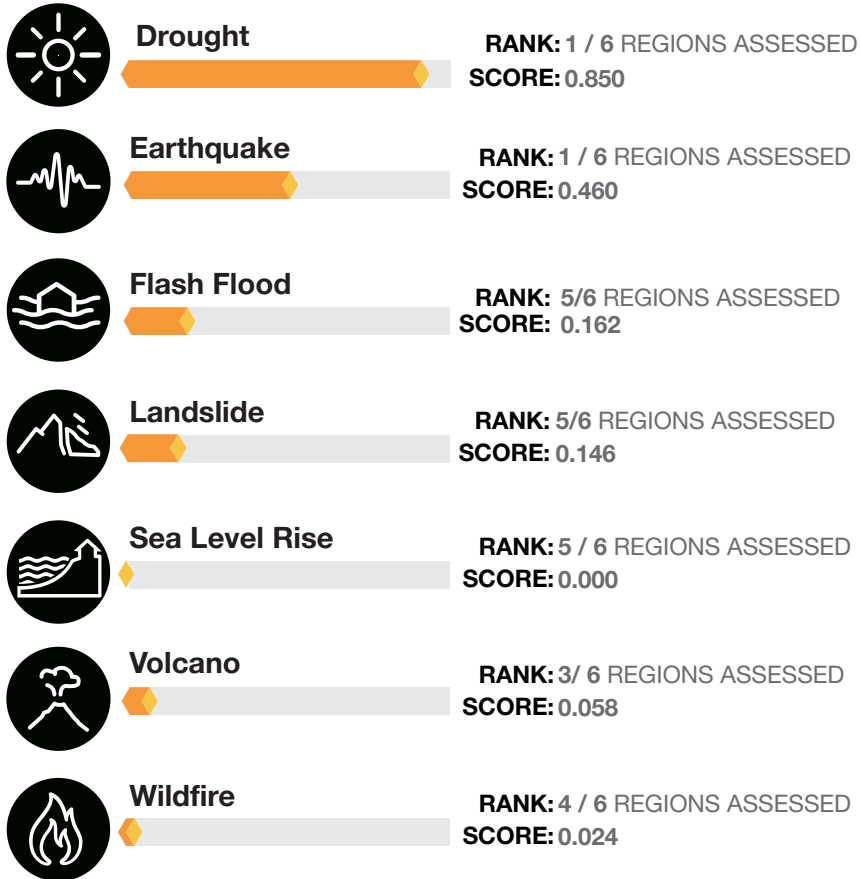 Drought
RANK: 1 / 6 REGIONS ASSESSED
SCORE: 0.850
Earthquake
RANK: 1 / 6 REGIONS ASSESSED
SCORE: 0.460
Flash Flood
RANK: 5/6 REGIONS ASSESSED
SCORE: 0.162
Landslide
RANK: 5/6 REGIONS ASSESSED
SCORE: 0.146
Sea Level Rise
RANK: 5 / 6 REGIONS ASSESSED
SCORE: 0.000
Volcano
RANK: 3/ 6 REGIONS ASSESSED
SCORE: 0.058
Wildfire
RANK: 4 / 6 REGIONS ASSESSED
SCORE: 0.024